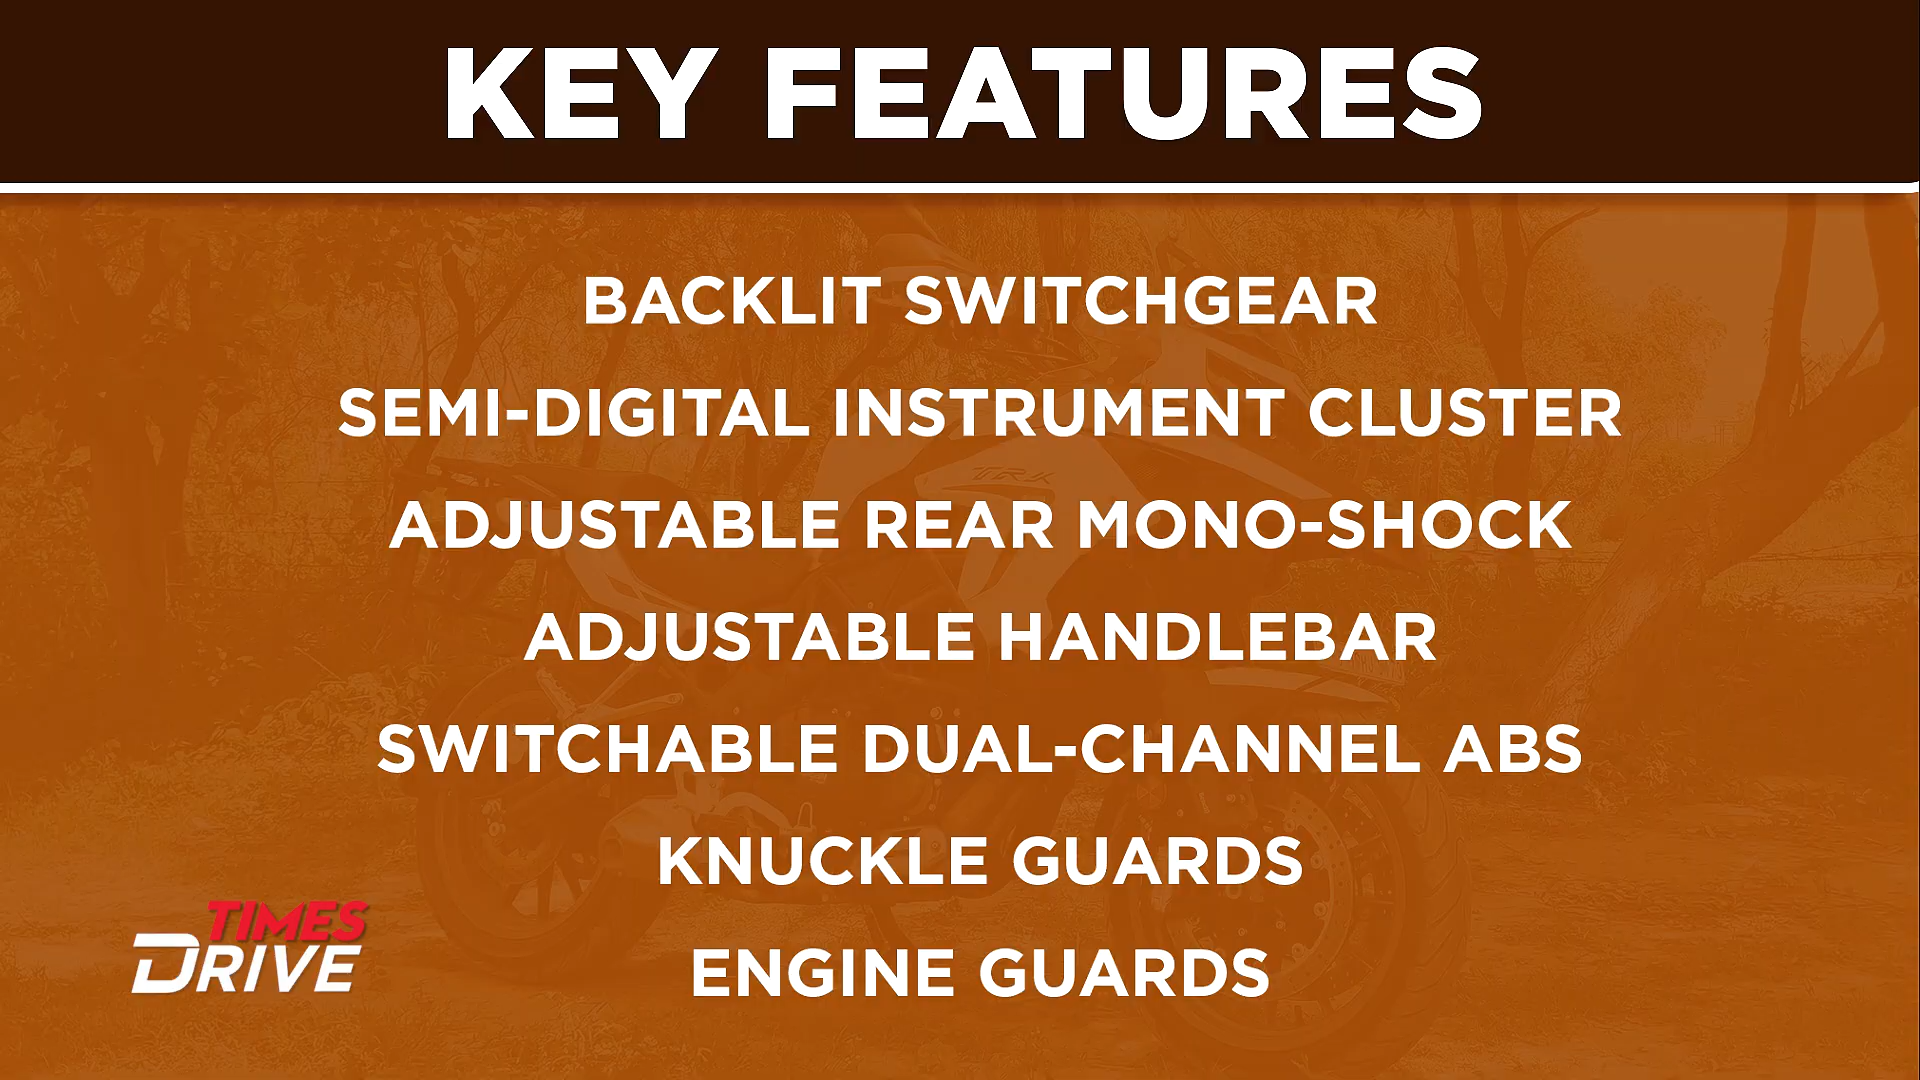 KEY FEATURES
BACKLIT SWITCHGEAR
SEMI-DIGITAL INSTRUMENT CLUSTER
TRK
ADJUSTABLE REAR MONO-SHOCK
ADJUSTABLE HANDLEBAR
SWITCHABLE DUAL-CHANNEL ABS
KNUCKLE GUARDS
ENGINE GUARDS
TIMES
DRIVE